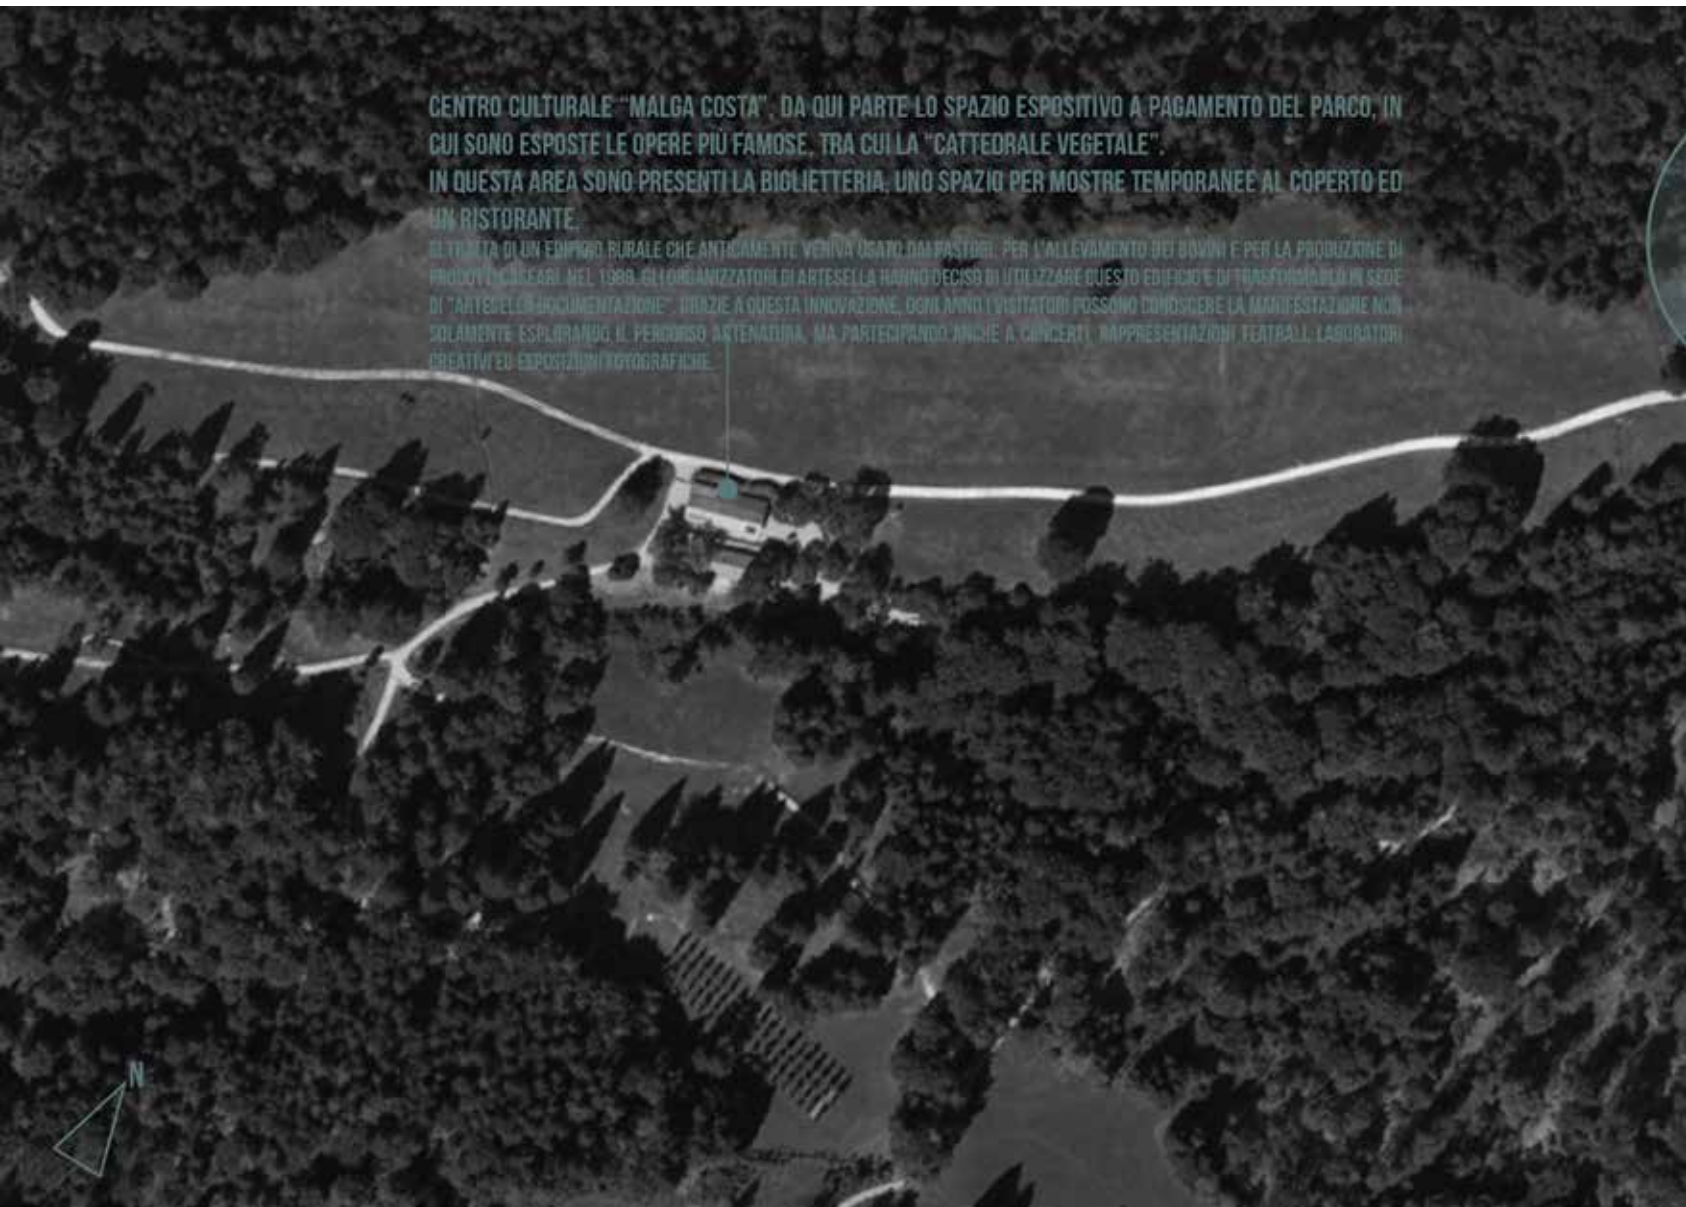 CENTRO CULTURALE “MALGA COSTA”. DA QUI PARTE LO SPAZIO ESPOSITIVO A PAGAMENTO DEL PARCO, IN
CUI SONO ESPOSTE LE OPERE PIÙ FAMOSE, TRA CUI LA “CATTEDRALE VEGETALE”.
IN QUESTA AREA SONO PRESENTI LA BIGLIETTERIA, UNO SPAZIO PER MOSTRE TEMPORANEE AL COPERTO ED
UN RISTORANTE.
SI TRATTA DI UN EDIFICIO RURALE CHE ANTICAMENTE VENIVA USATO DAI PASTORI, PER L'ALLEVAMENTO DEI BOVINI E PER LA PRODUZIONE DI
PRODOTTI CASEARI. NEL GLI ORGANIZZATORI DI ARTESELLA HANNO DECISO DI UTILIZZARE QUESTO EDIFICIO E DI TRASFORMARLO IN SEDE
DI “ARTESELLA DOCUMENTAZIONE”. GRAZIE A QUESTA INNOVAZIONE, OGNI ANNO I VISITATORI POSSONO CONOSCERE LA MANIFESTAZIONE NON
SOLAMENTE ESPLORANDO IL PERCORSO ARTENATURA, MA PARTECIPANDO ANCHE A CONCERTI, RAPPRESENTAZIONI TEATRALI, LABORATORI
CREATIVI ED ESPOSIZIONI FOTOGRAFICHE.
N